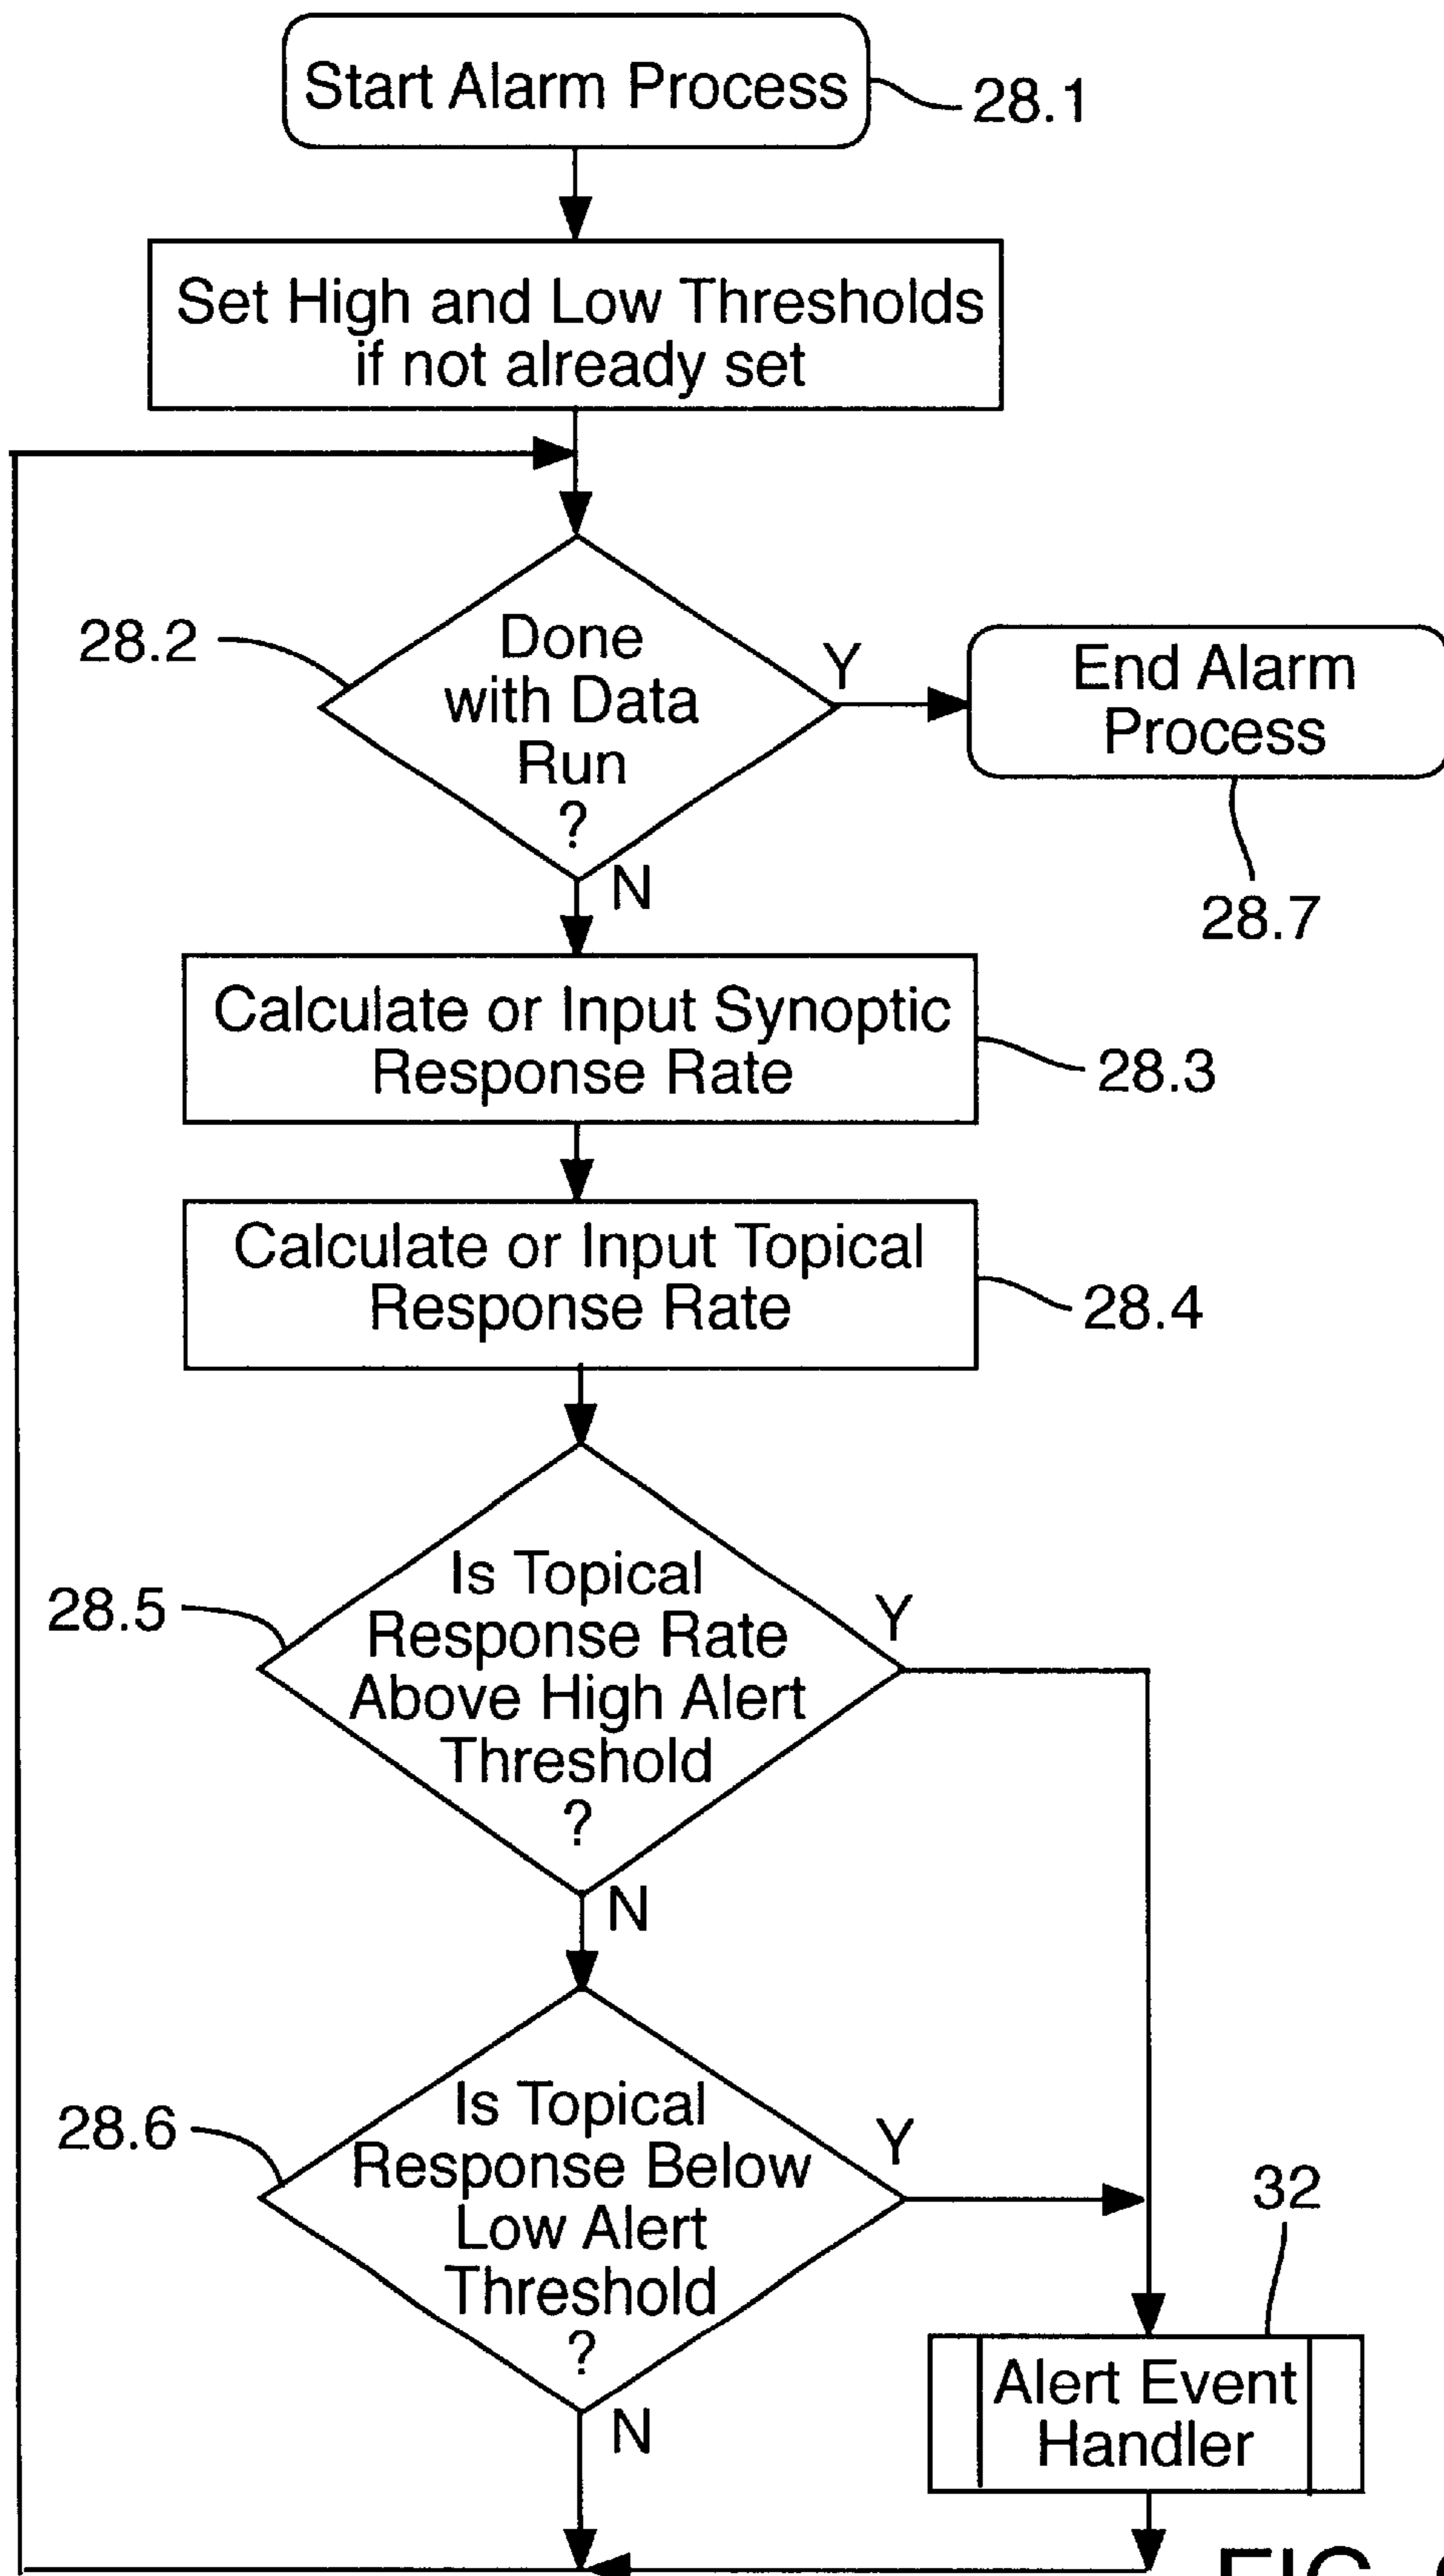 Start Alarm Process
28.1
Set High and Low Thresholds
if not already set
28.2
Done
with Data
Run
?
Y
End Alarm
Process
28.7
N
Calculate or Input Synoptic
Response Rate
28.3
Calculate or Input Topical
Response Rate
28.4
28.5
Is Topical
Response Rate
Above High Alert
Threshold
?
Y
N
28.6
Is Topical
Response Below
Low Alert
Threshold
?
Y
N
32
Alert Event
Handler
FIG.